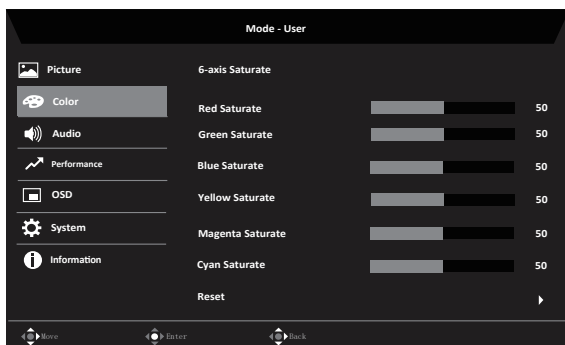 Mode - User
Picture
6-axis Saturate
Color
Red Saturate 50
Audio
Green Saturate 50
Performance
Blue Saturate 50
OSD
Yellow Saturate 50
System
Magenta Saturate 50
Information
Cyan Saturate 50
Reset
Move Enter Back